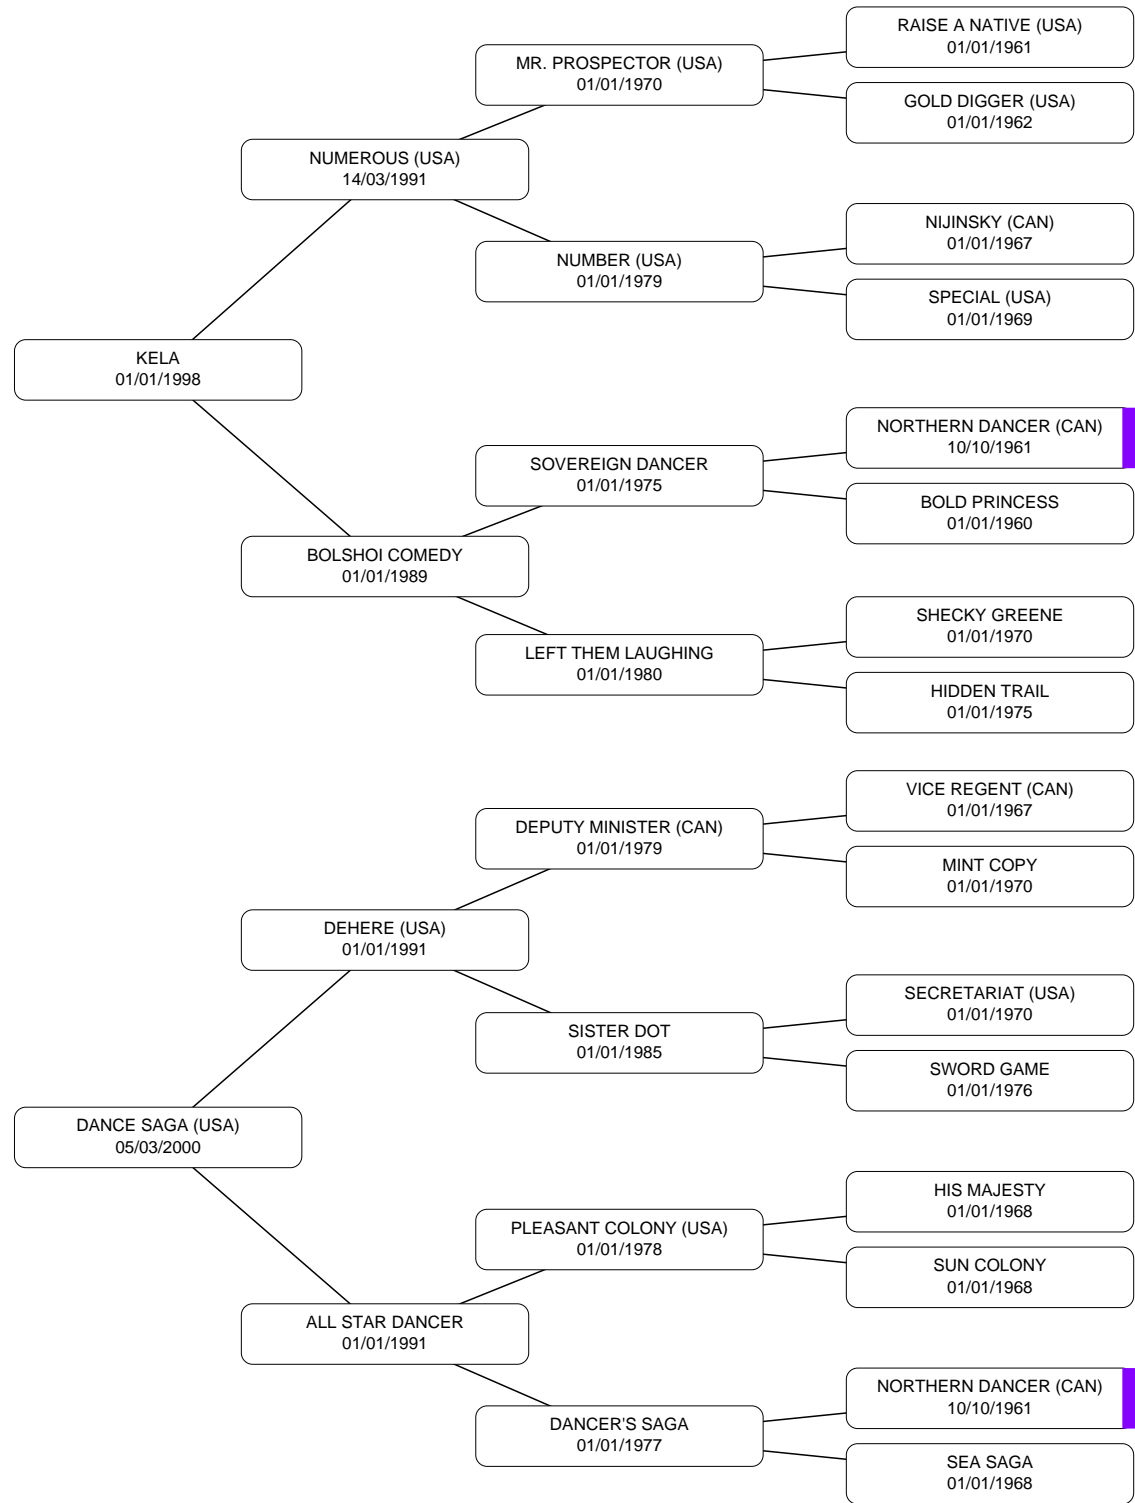 RAISE A NATIVE (USA)
01/01/1961
MR. PROSPECTOR (USA)
01/01/1970
GOLD DIGGER (USA)
01/01/1962
NUMEROUS (USA)
14/03/1991
NIJINSKY (CAN)
01/01/1967
NUMBER (USA)
01/01/1979
SPECIAL (USA)
01/01/1969
KELA
01/01/1998
NORTHERN DANCER (CAN)
10/10/1961
SOVEREIGN DANCER
01/01/1975
BOLD PRINCESS
01/01/1960
BOLSHOI COMEDY
01/01/1989
SHECKY GREENE
01/01/1970
LEFT THEM LAUGHING
01/01/1980
HIDDEN TRAIL
01/01/1975
VICE REGENT (CAN)
01/01/1967
DEPUTY MINISTER (CAN)
01/01/1979
MINT COPY
01/01/1970
DEHERE (USA)
01/01/1991
SECRETARIAT (USA)
01/01/1970
SISTER DOT
01/01/1985
SWORD GAME
01/01/1976
DANCE SAGA (USA)
05/03/2000
HIS MAJESTY
01/01/1968
PLEASANT COLONY (USA)
01/01/1978
SUN COLONY
01/01/1968
ALL STAR DANCER
01/01/1991
NORTHERN DANCER (CAN)
10/10/1961
DANCER'S SAGA
01/01/1977
SEA SAGA
01/01/1968